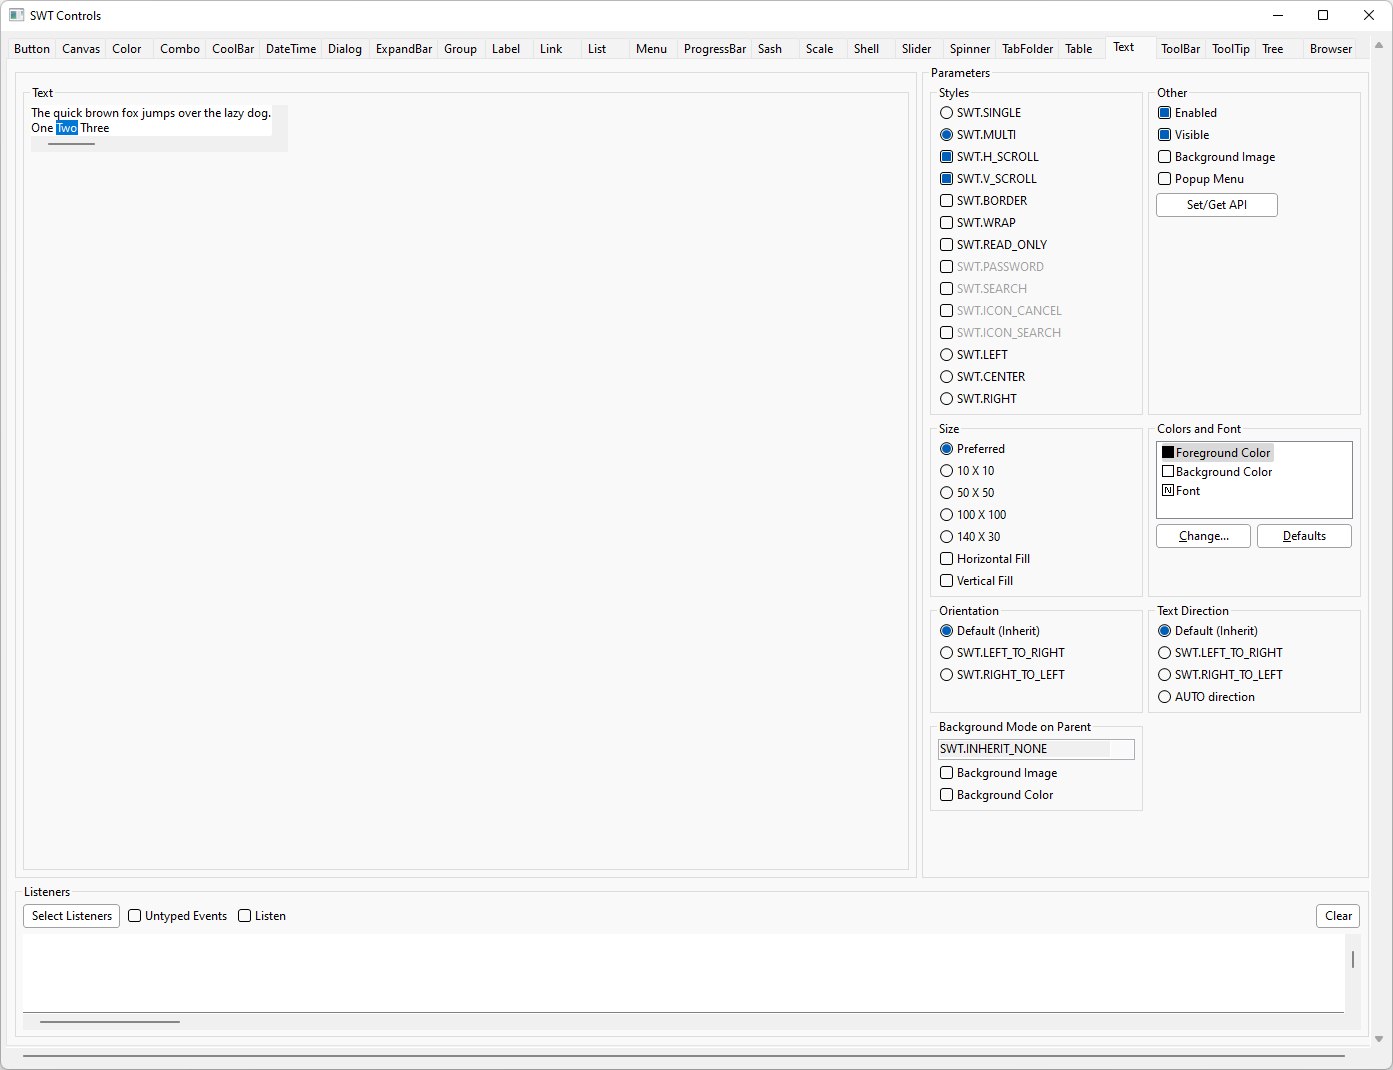 SWT Controls
Button Canvas Color Combo CoolBar DateTime Dialog ExpandBar Group Label Link List Menu ProgressBar Sash Scale Shell Slider Spinner TabFolder Table Text ToolBar ToolTip Tree Browser
Text
The quick brown fox jumps over the lazy dog.
One Two Three
Parameters
Styles
SWT.SINGLE
SWT.MULTI
SWT.H_SCROLL
SWT.V_SCROLL
SWT.BORDER
SWT.WRAP
SWT.READ_ONLY
SWT.PASSWORD
SWT.SEARCH
SWT.ICON_CANCEL
SWT.ICON_SEARCH
SWT.LEFT
SWT.CENTER
SWT.RIGHT
Other
Enabled
Visible
Background Image
Popup Menu
Set/Get API
Size
Preferred
10 X 10
50 X 50
100 X 100
140 X 30
Horizontal Fill
Vertical Fill
Colors and Font
Foreground Color
Background Color
N Font
Change... Defaults
Orientation
Default (Inherit)
SWT.LEFT_TO_RIGHT
SWT.RIGHT_TO_LEFT
Text Direction
Default (Inherit)
SWT.LEFT_TO_RIGHT
SWT.RIGHT_TO_LEFT
AUTO direction
Background Mode on Parent
SWT.INHERIT_NONE
Background Image
Background Color
Listeners
Select Listeners Untyped Events Listen Clear